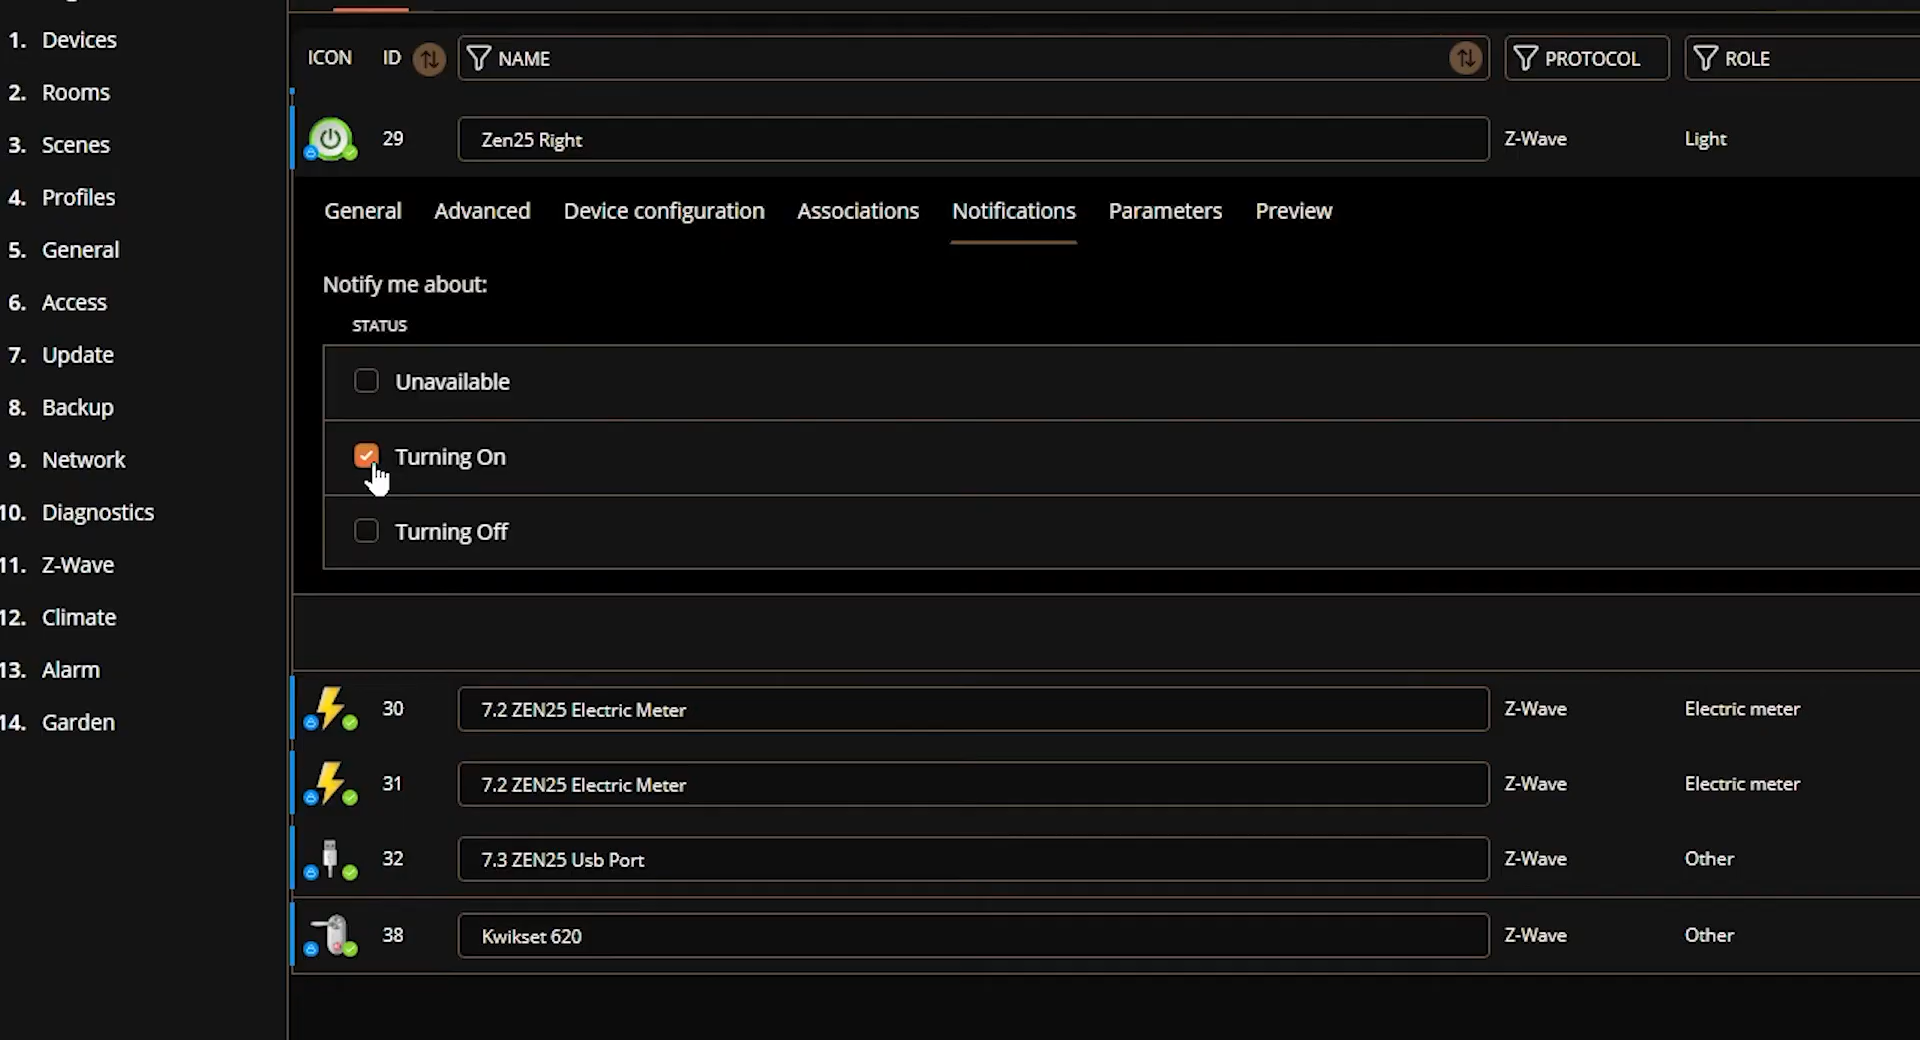 1. Devices
2. Rooms
3. Scenes
4. Profiles
5. General
6. Access
7. Update
8. Backup
9. Network
10. Diagnostics
11. Z-Wave
12. Climate
13. Alarm
14. Garden
ICON ID NAME PROTOCOL ROLE
29 Zen25 Right Z-Wave Light
General Advanced Device configuration Associations Notifications Parameters Preview
Notify me about:
STATUS
Unavailable
Turning On
Turning Off
30 7.2 ZEN25 Electric Meter Z-Wave Electric meter
31 7.2 ZEN25 Electric Meter Z-Wave Electric meter
32 7.3 ZEN25 Usb Port Z-Wave Other
38 Kwikset 620 Z-Wave Other